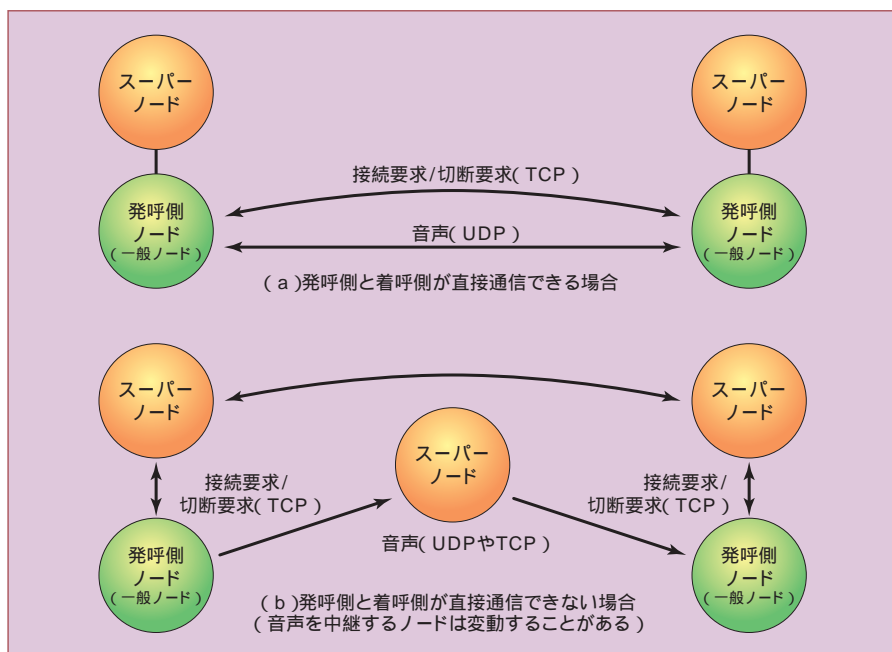 スーパー
ノード
スーパー
ノード
接続要求/切断要求(TCP)
発呼側
ノード
(一般ノード)
発呼側
ノード
(一般ノード)
音声(UDP)
(a)発呼側と着呼側が直接通信できる場合
スーパー
ノード
スーパー
ノード
スーパー
ノード
接続要求/
切断要求(TCP)
接続要求/
切断要求(TCP)
音声(UDPやTCP)
発呼側
ノード
(一般ノード)
発呼側
ノード
(一般ノード)
(b)発呼側と着呼側が直接通信できない場合
(音声を中継するノードは変動することがある)